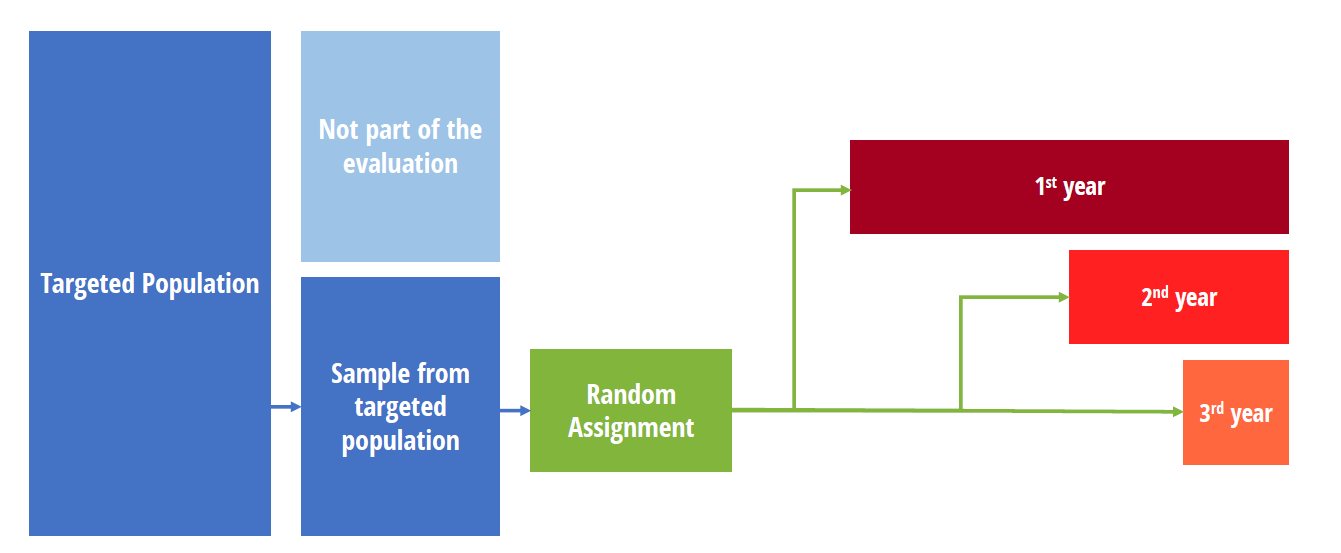 Targeted Population
Not part of the
evaluation
Sample from
targeted
population
Random
Assignment
1st year
2nd year
3rd year